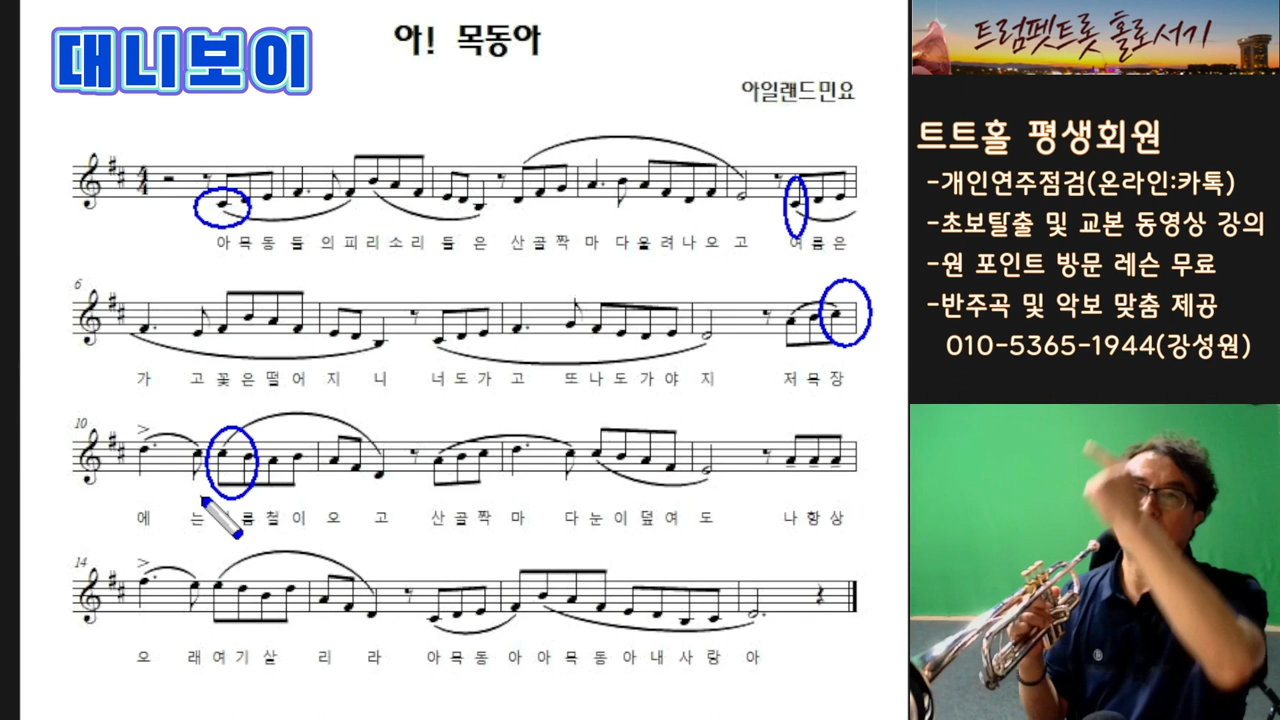 대니보이
아! 목동아
아일랜드민요
아 목 동 들 의 피 리 소 리 들 은 산 골 짝 마 다 울 려 나 오 고 여 름 은
6
가 고 꽃 은 떨 어 지 니 너 도 가 고 또 나 도 가 야 지 저 목 장
10
에 는 름 철 이 오 고 산 골 짝 마 다 눈 이 덮 여 도 나 항 상
14
오 래 여 기 살 리 라 아 목 동 아 아 목 동 아 내 사 랑 아
트럼펫트롯 홀로서기
트트홀 평생회원
-개인연주점검(온라인:카톡)
-초보탈출 및 교본 동영상 강의
-원 포인트 방문 레슨 무료
-반주곡 및 악보 맞춤 제공
010-5365-1944(강성원)